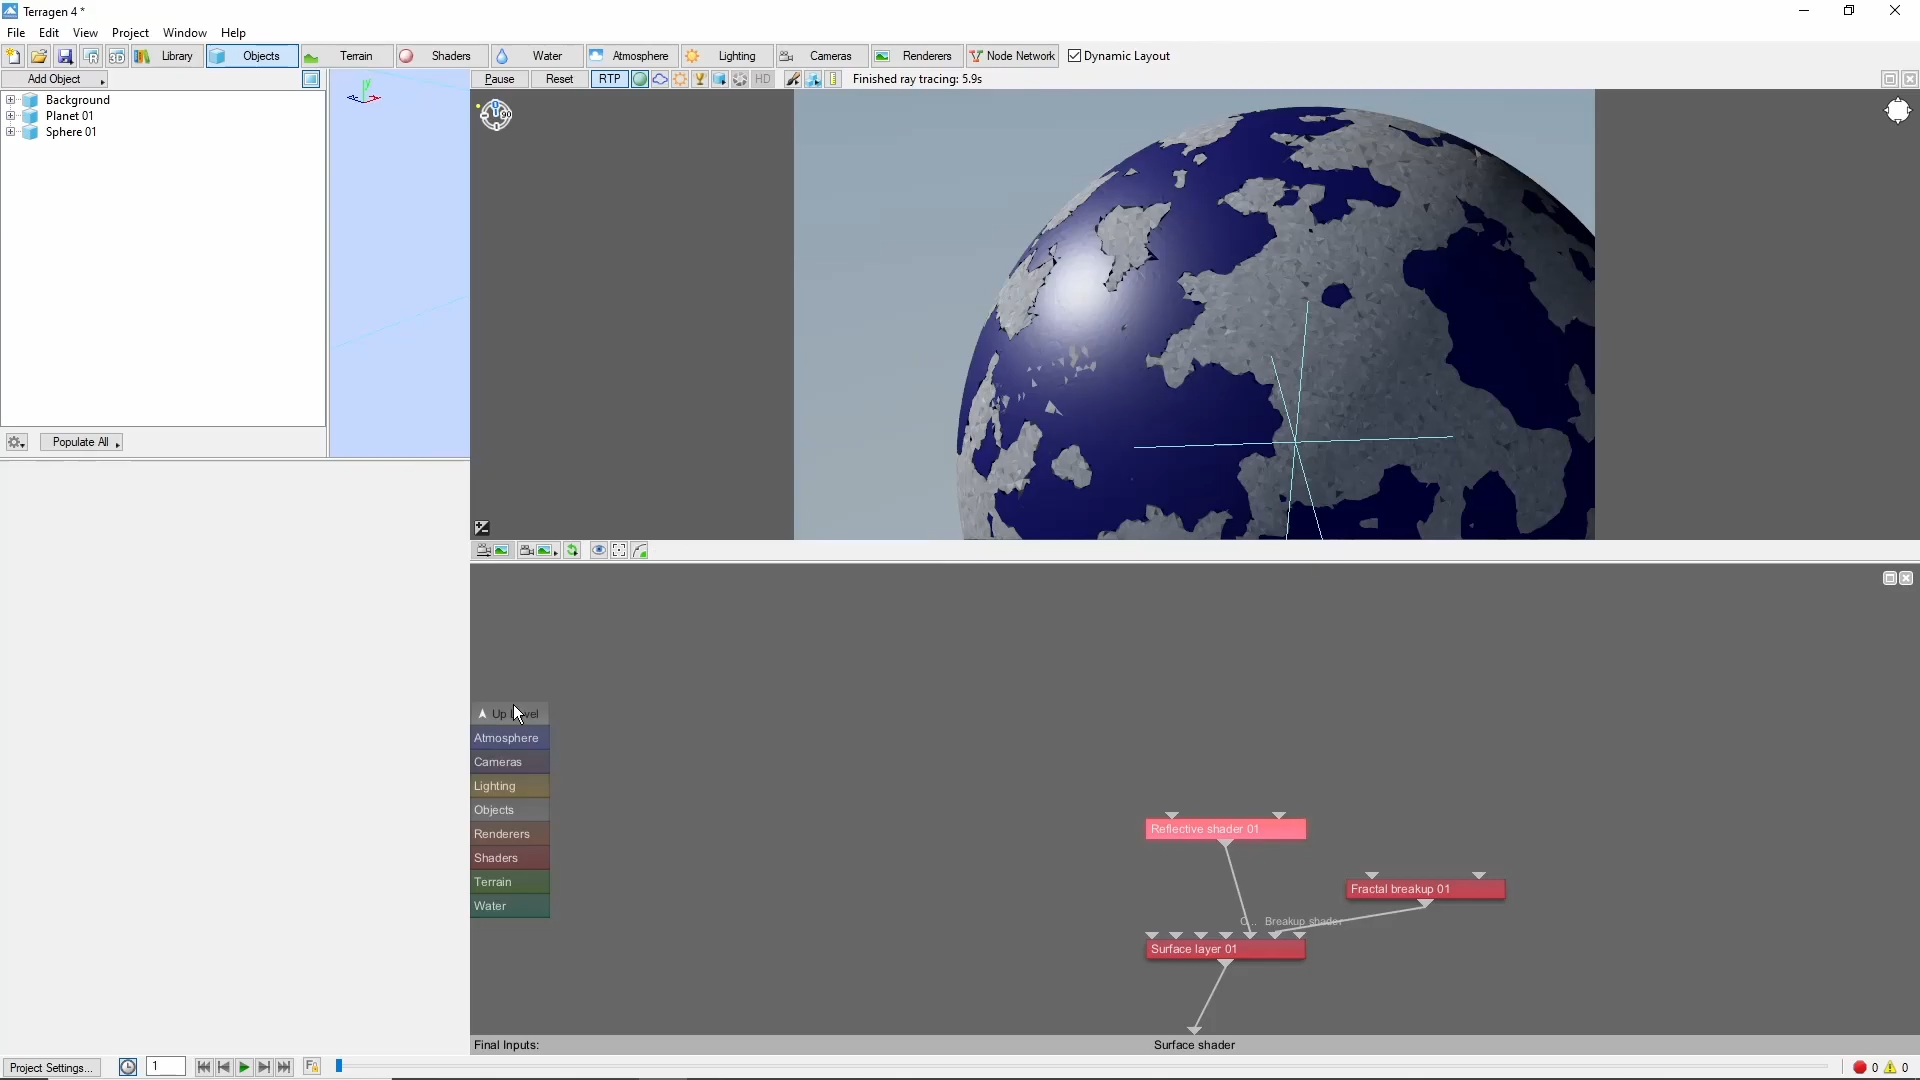 Terragen 4 *
File Edit View Project Window Help
Library Objects Terrain Shaders Water Atmosphere Lighting Cameras Renderers Node Network Dynamic Layout
Add Object Pause Reset RTP HD Finished ray tracing: 5.9s
Background
Planet 01
Sphere 01
Populate All
Up
Atmosphere
Cameras
Lighting
Objects
Renderers
Shaders
Terrain
Water
Reflective shader 01
Fractal breakup 01
C... Breakup shader
Surface layer 01
Final Inputs: Surface shader
Project Settings... 1 0 0